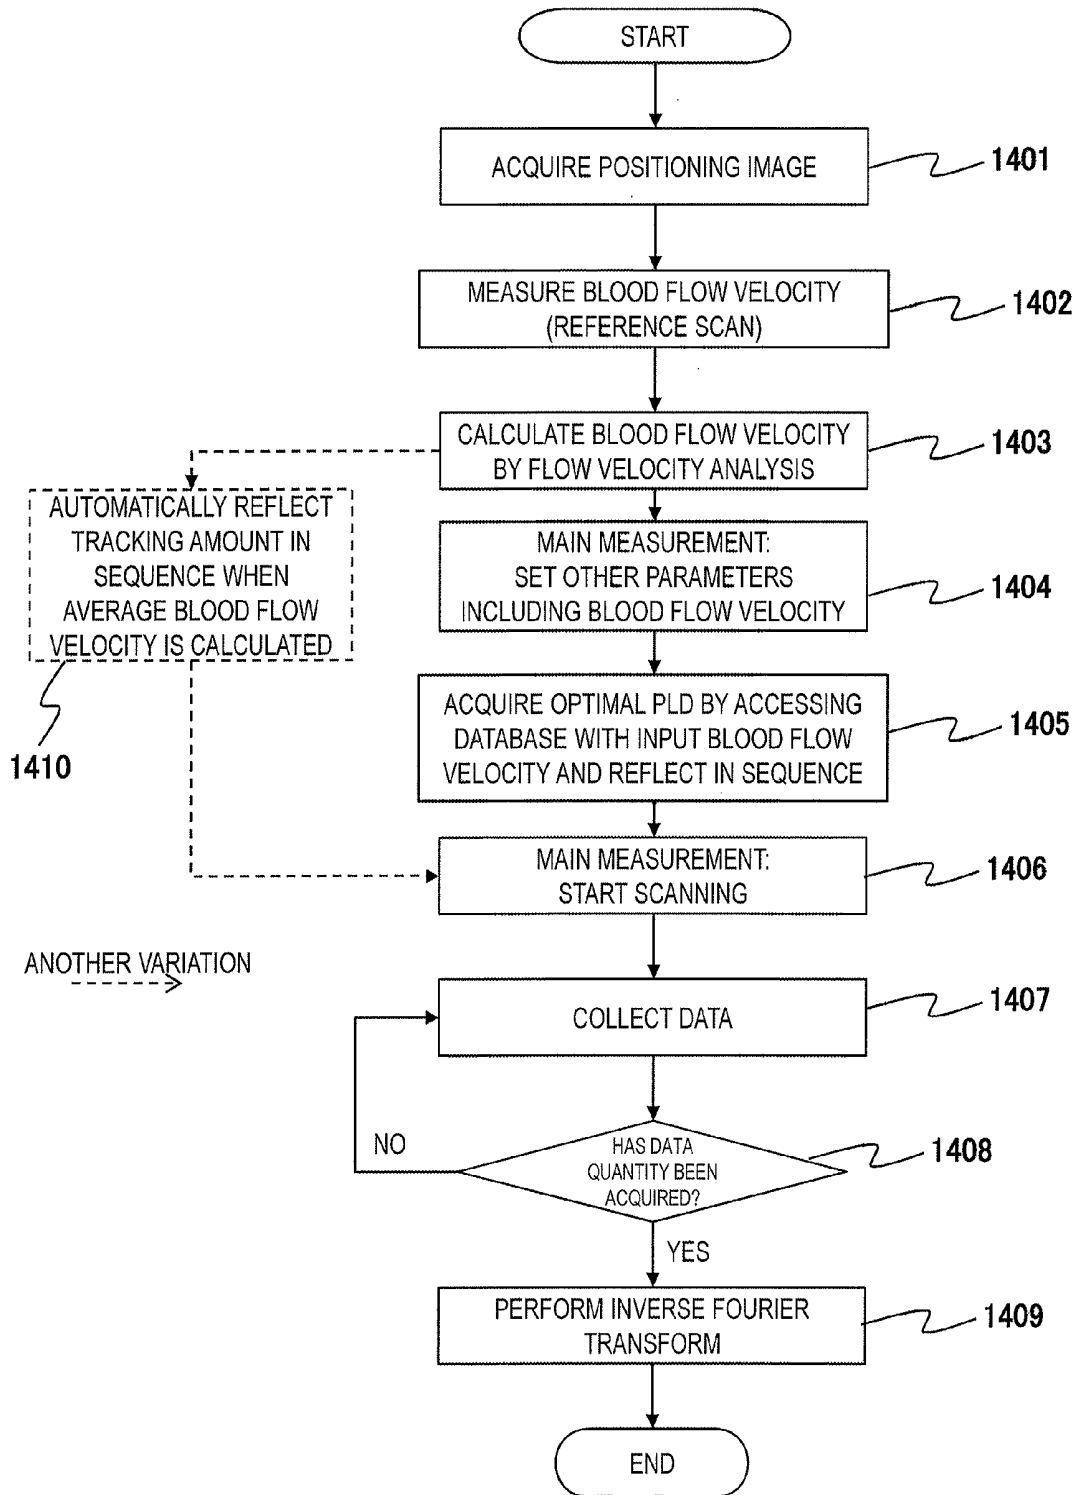 START
ACQUIRE POSITIONING IMAGE
1401
MEASURE BLOOD FLOW VELOCITY
(REFERENCE SCAN)
1402
CALCULATE BLOOD FLOW VELOCITY
BY FLOW VELOCITY ANALYSIS
1403
AUTOMATICALLY REFLECT
TRACKING AMOUNT IN
SEQUENCE WHEN
AVERAGE BLOOD FLOW
VELOCITY IS CALCULATED
1410
MAIN MEASUREMENT:
SET OTHER PARAMETERS
INCLUDING BLOOD FLOW VELOCITY
1404
ACQUIRE OPTIMAL PLD BY ACCESSING
DATABASE WITH INPUT BLOOD FLOW
VELOCITY AND REFLECT IN SEQUENCE
1405
MAIN MEASUREMENT:
START SCANNING
1406
ANOTHER VARIATION
COLLECT DATA
1407
NO
HAS DATA
QUANTITY BEEN
ACQUIRED?
1408
YES
PERFORM INVERSE FOURIER
TRANSFORM
1409
END